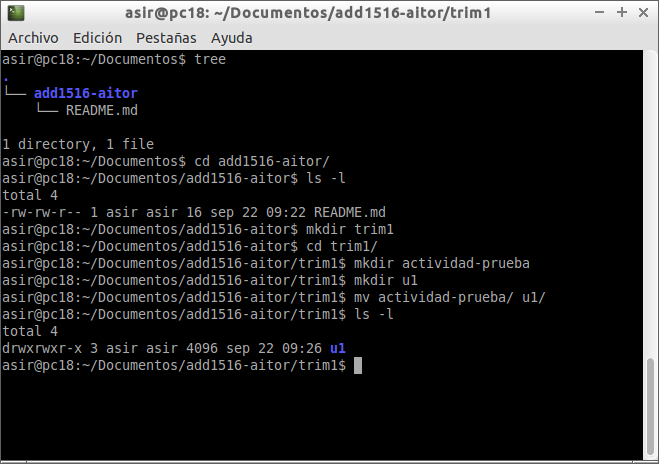 asir@pc18: ~/Documentos/add1516-aitor/trim1
Archivo Edición Pestañas Ayuda
asir@pc18:~/Documentos$ tree
.
└── add1516-aitor
    └── README.md
1 directory, 1 file
asir@pc18:~/Documentos$ cd add1516-aitor/
asir@pc18:~/Documentos/add1516-aitor$ ls -l
total 4
-rw-rw-r-- 1 asir asir 16 sep 22 09:22 README.md
asir@pc18:~/Documentos/add1516-aitor$ mkdir trim1
asir@pc18:~/Documentos/add1516-aitor$ cd trim1/
asir@pc18:~/Documentos/add1516-aitor/trim1$ mkdir actividad-prueba
asir@pc18:~/Documentos/add1516-aitor/trim1$ mkdir u1
asir@pc18:~/Documentos/add1516-aitor/trim1$ mv actividad-prueba/ u1/
asir@pc18:~/Documentos/add1516-aitor/trim1$ ls -l
total 4
drwxrwxr-x 3 asir asir 4096 sep 22 09:26 u1
asir@pc18:~/Documentos/add1516-aitor/trim1$